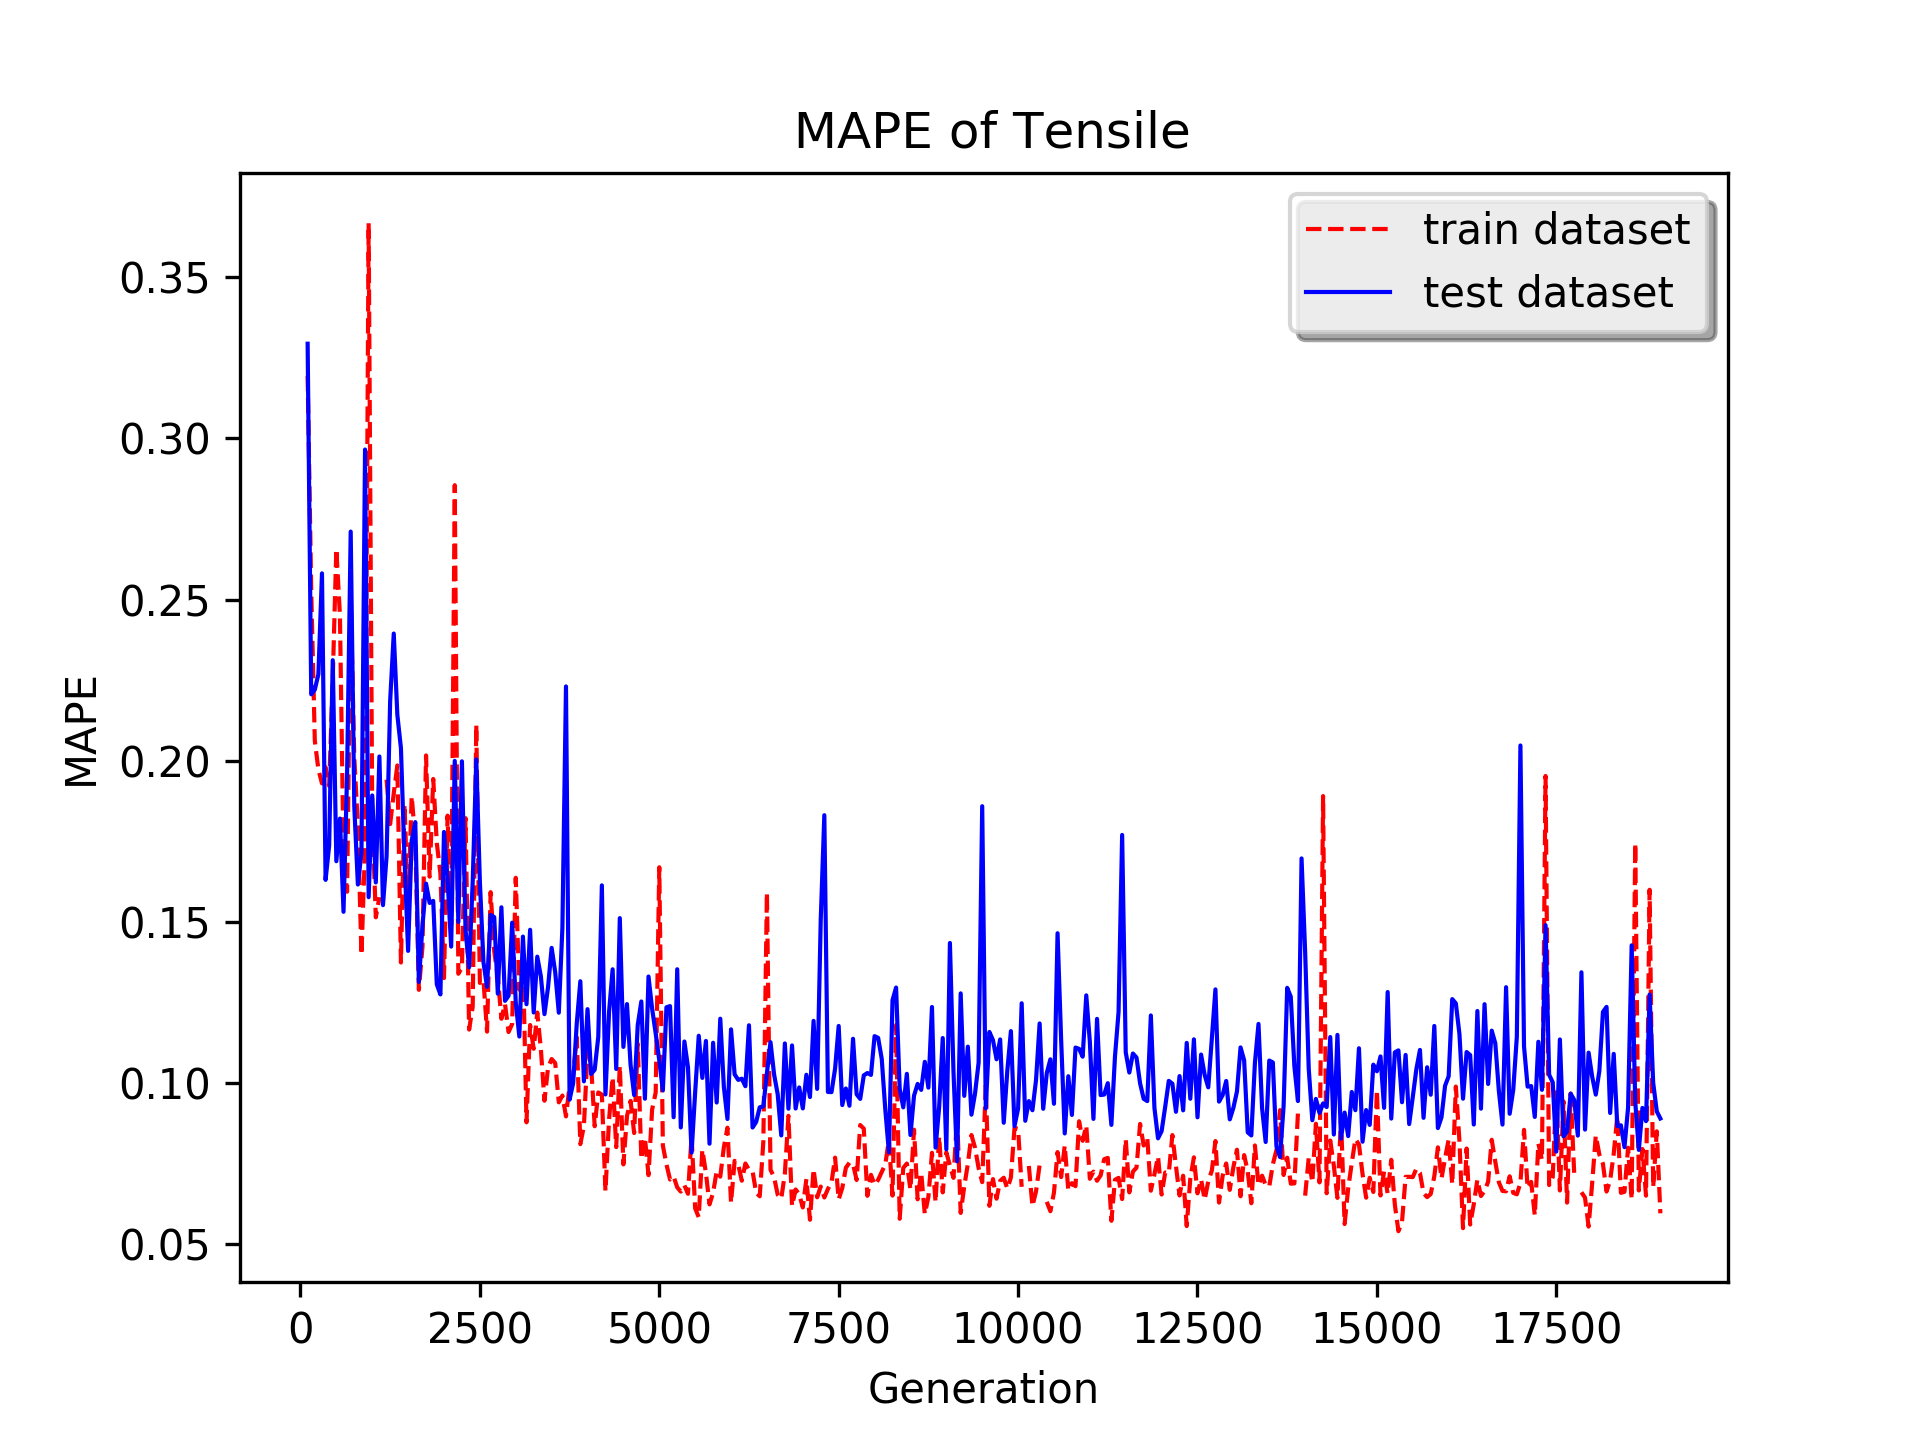 MAPE of Tensile
train dataset
test dataset
MAPE
0.35
0.30
0.25
0.20
0.15
0.10
0.05
0 2500 5000 7500 10000 12500 15000 17500
Generation